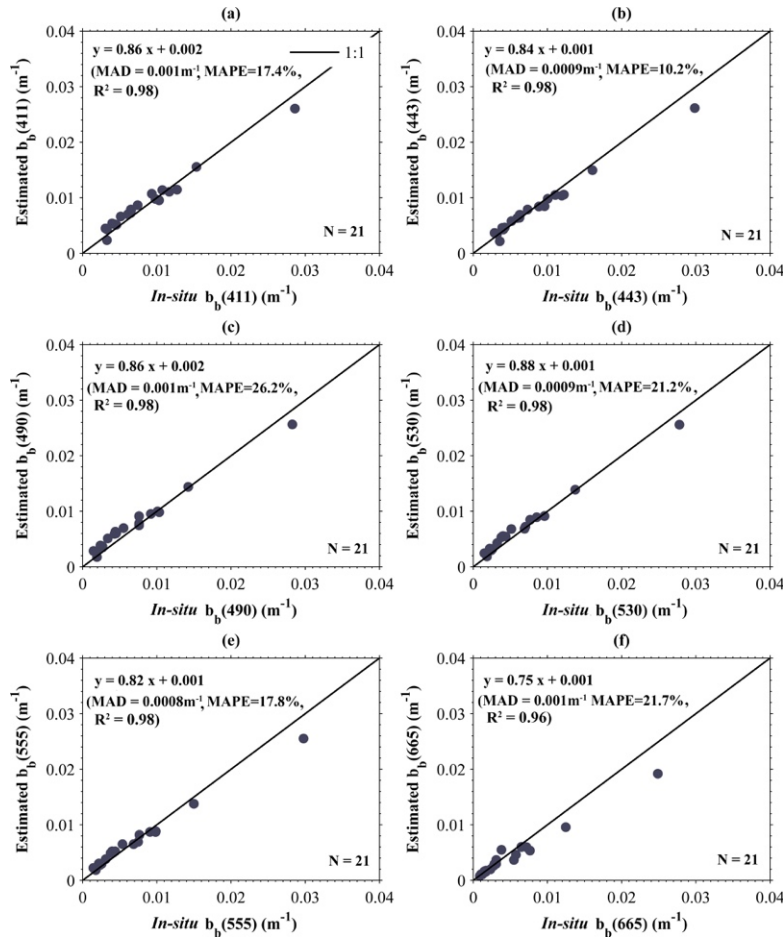 (a)
y = 0.86 x + 0.002
1:1
(MAD = 0.001m⁻¹, MAPE=17.4%,
R² = 0.98)
N = 21
0.04
0.03
0.02
0.01
0
0 0.01 0.02 0.03 0.04
Estimated b_b(411) (m⁻¹)
In-situ b_b(411) (m⁻¹)
(b)
y = 0.84 x + 0.001
(MAD = 0.0009m⁻¹, MAPE=10.2%,
R² = 0.98)
N = 21
0.04
0.03
0.02
0.01
0
0 0.01 0.02 0.03 0.04
Estimated b_b(443) (m⁻¹)
In-situ b_b(443) (m⁻¹)
(c)
y = 0.86 x + 0.002
(MAD = 0.001m⁻¹, MAPE=26.2%,
R² = 0.98)
N = 21
0.04
0.03
0.02
0.01
0
0 0.01 0.02 0.03 0.04
Estimated b_b(490) (m⁻¹)
In-situ b_b(490) (m⁻¹)
(d)
y = 0.88 x + 0.001
(MAD = 0.0009m⁻¹, MAPE=21.2%,
R² = 0.98)
N = 21
0.04
0.03
0.02
0.01
0
0 0.01 0.02 0.03 0.04
Estimated b_b(530) (m⁻¹)
In-situ b_b(530) (m⁻¹)
(e)
y = 0.82 x + 0.001
(MAD = 0.0008m⁻¹, MAPE=17.8%,
R² = 0.98)
N = 21
0.04
0.03
0.02
0.01
0
0 0.01 0.02 0.03 0.04
Estimated b_b(555) (m⁻¹)
In-situ b_b(555) (m⁻¹)
(f)
y = 0.75 x + 0.001
(MAD = 0.001m⁻¹ MAPE=21.7%,
R² = 0.96)
N = 21
0.04
0.03
0.02
0.01
0
0 0.01 0.02 0.03 0.04
Estimated b_b(665) (m⁻¹)
In-situ b_b(665) (m⁻¹)